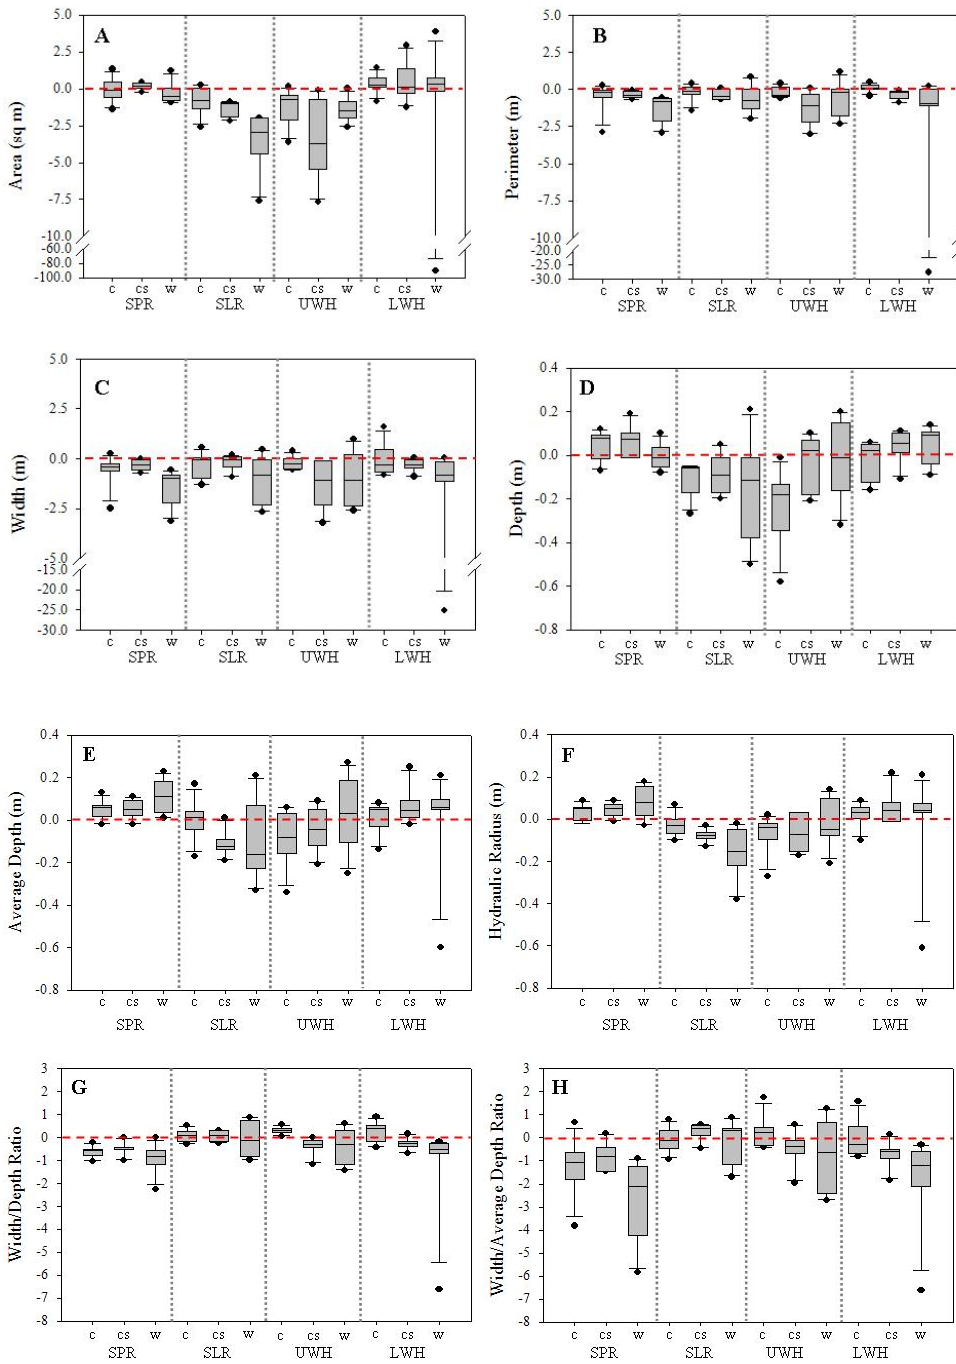 A
Area (sq m)
5.0
2.5
0.0
-2.5
-5.0
-7.5
-10.0
-60.0
-80.0
-100.0
c cs w c cs w c cs w c cs w
SPR SLR UWH LWH
B
Perimeter (m)
5.0
2.5
0.0
-2.5
-5.0
-7.5
-10.0
-20.0
-25.0
-30.0
c cs w c cs w c cs w c cs w
SPR SLR UWH LWH
C
Width (m)
5.0
2.5
0.0
-2.5
-5.0
-15.0
-20.0
-25.0
-30.0
c cs w c cs w c cs w c cs w
SPR SLR UWH LWH
D
Depth (m)
0.4
0.2
0.0
-0.2
-0.4
-0.6
-0.8
c cs w c cs w c cs w c cs w
SPR SLR UWH LWH
E
Average Depth (m)
0.4
0.2
0.0
-0.2
-0.4
-0.6
-0.8
c cs w c cs w c cs w c cs w
SPR SLR UWH LWH
F
Hydraulic Radius (m)
0.4
0.2
0.0
-0.2
-0.4
-0.6
-0.8
c cs w c cs w c cs w c cs w
SPR SLR UWH LWH
G
Width/Depth Ratio
3
2
1
0
-1
-2
-3
-4
-5
-6
-7
-8
c cs w c cs w c cs w c cs w
SPR SLR UWH LWH
H
Width/Average Depth Ratio
3
2
1
0
-1
-2
-3
-4
-5
-6
-7
-8
c cs w c cs w c cs w c cs w
SPR SLR UWH LWH